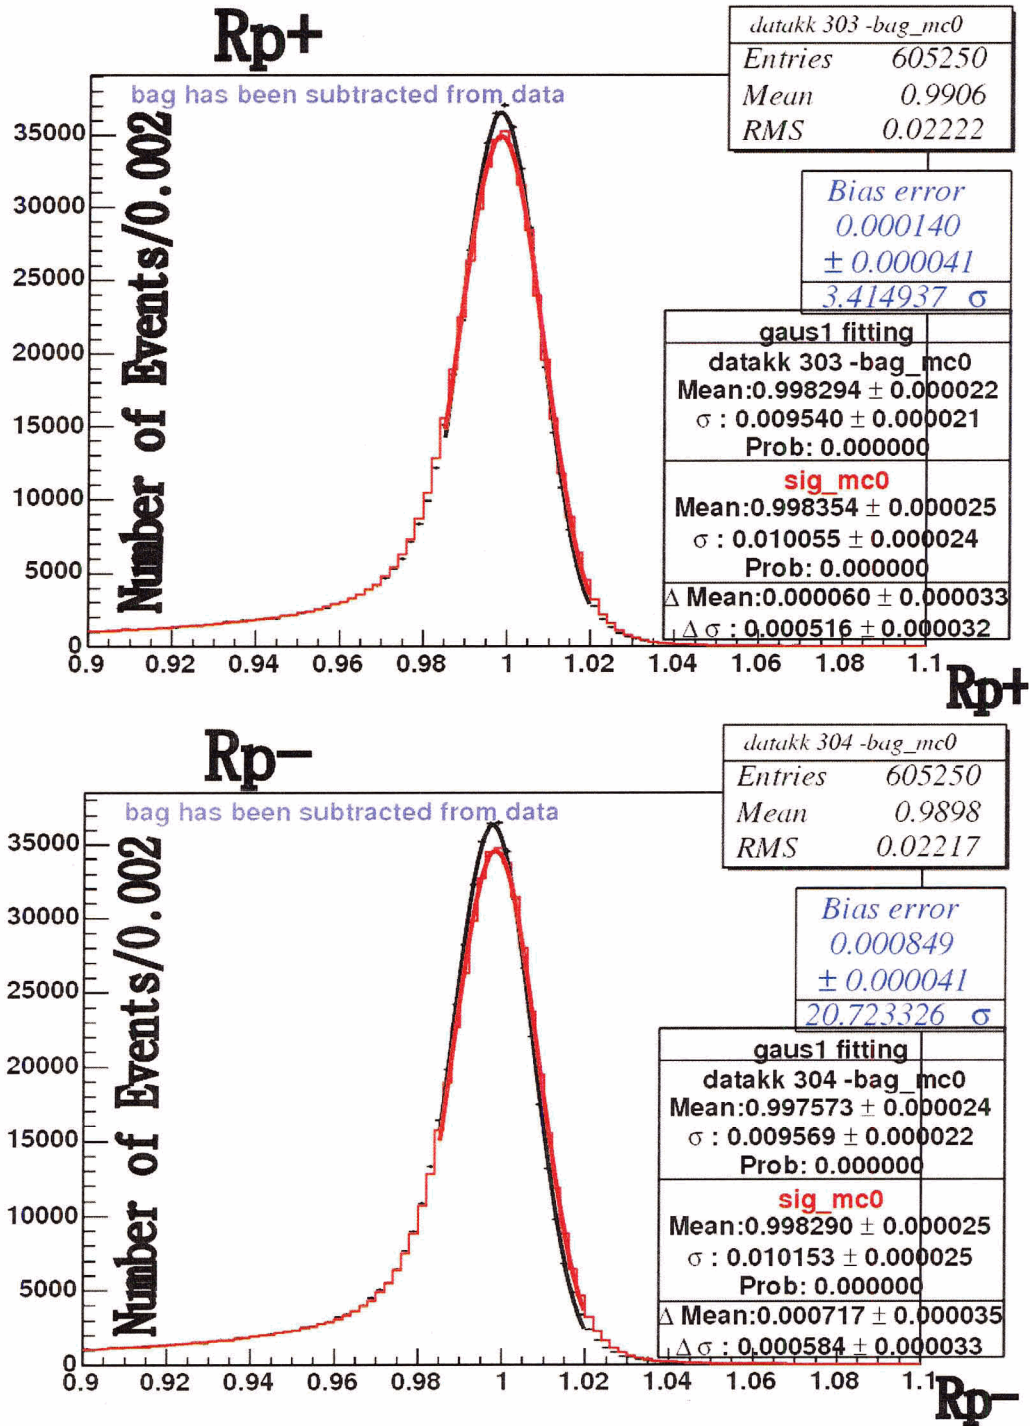 Rp+
datakk 303 -bag_mc0
Entries 605250
Mean 0.9906
RMS 0.02222
bag has been subtracted from data
Number of Events/0.002
35000
30000
25000
20000
15000
10000
5000
0
Bias error
0.000140
± 0.000041
3.414937 σ
gaus1 fitting
datakk 303 -bag_mc0
Mean:0.998294 ± 0.000022
σ : 0.009540 ± 0.000021
Prob: 0.000000
sig_mc0
Mean:0.998354 ± 0.000025
σ : 0.010055 ± 0.000024
Prob: 0.000000
Δ Mean:0.000060 ± 0.000033
Δ σ : 0.000516 ± 0.000032
0.9 0.92 0.94 0.96 0.98 1 1.02 1.04 1.06 1.08 1.1
Rp+
Rp−
datakk 304 -bag_mc0
Entries 605250
Mean 0.9898
RMS 0.02217
bag has been subtracted from data
Number of Events/0.002
35000
30000
25000
20000
15000
10000
5000
0
Bias error
0.000849
± 0.000041
20.723326 σ
gaus1 fitting
datakk 304 -bag_mc0
Mean:0.997573 ± 0.000024
σ : 0.009569 ± 0.000022
Prob: 0.000000
sig_mc0
Mean:0.998290 ± 0.000025
σ : 0.010153 ± 0.000025
Prob: 0.000000
Δ Mean:0.000717 ± 0.000035
Δ σ : 0.000584 ± 0.000033
0.9 0.92 0.94 0.96 0.98 1 1.02 1.04 1.06 1.08 1.1
Rp−